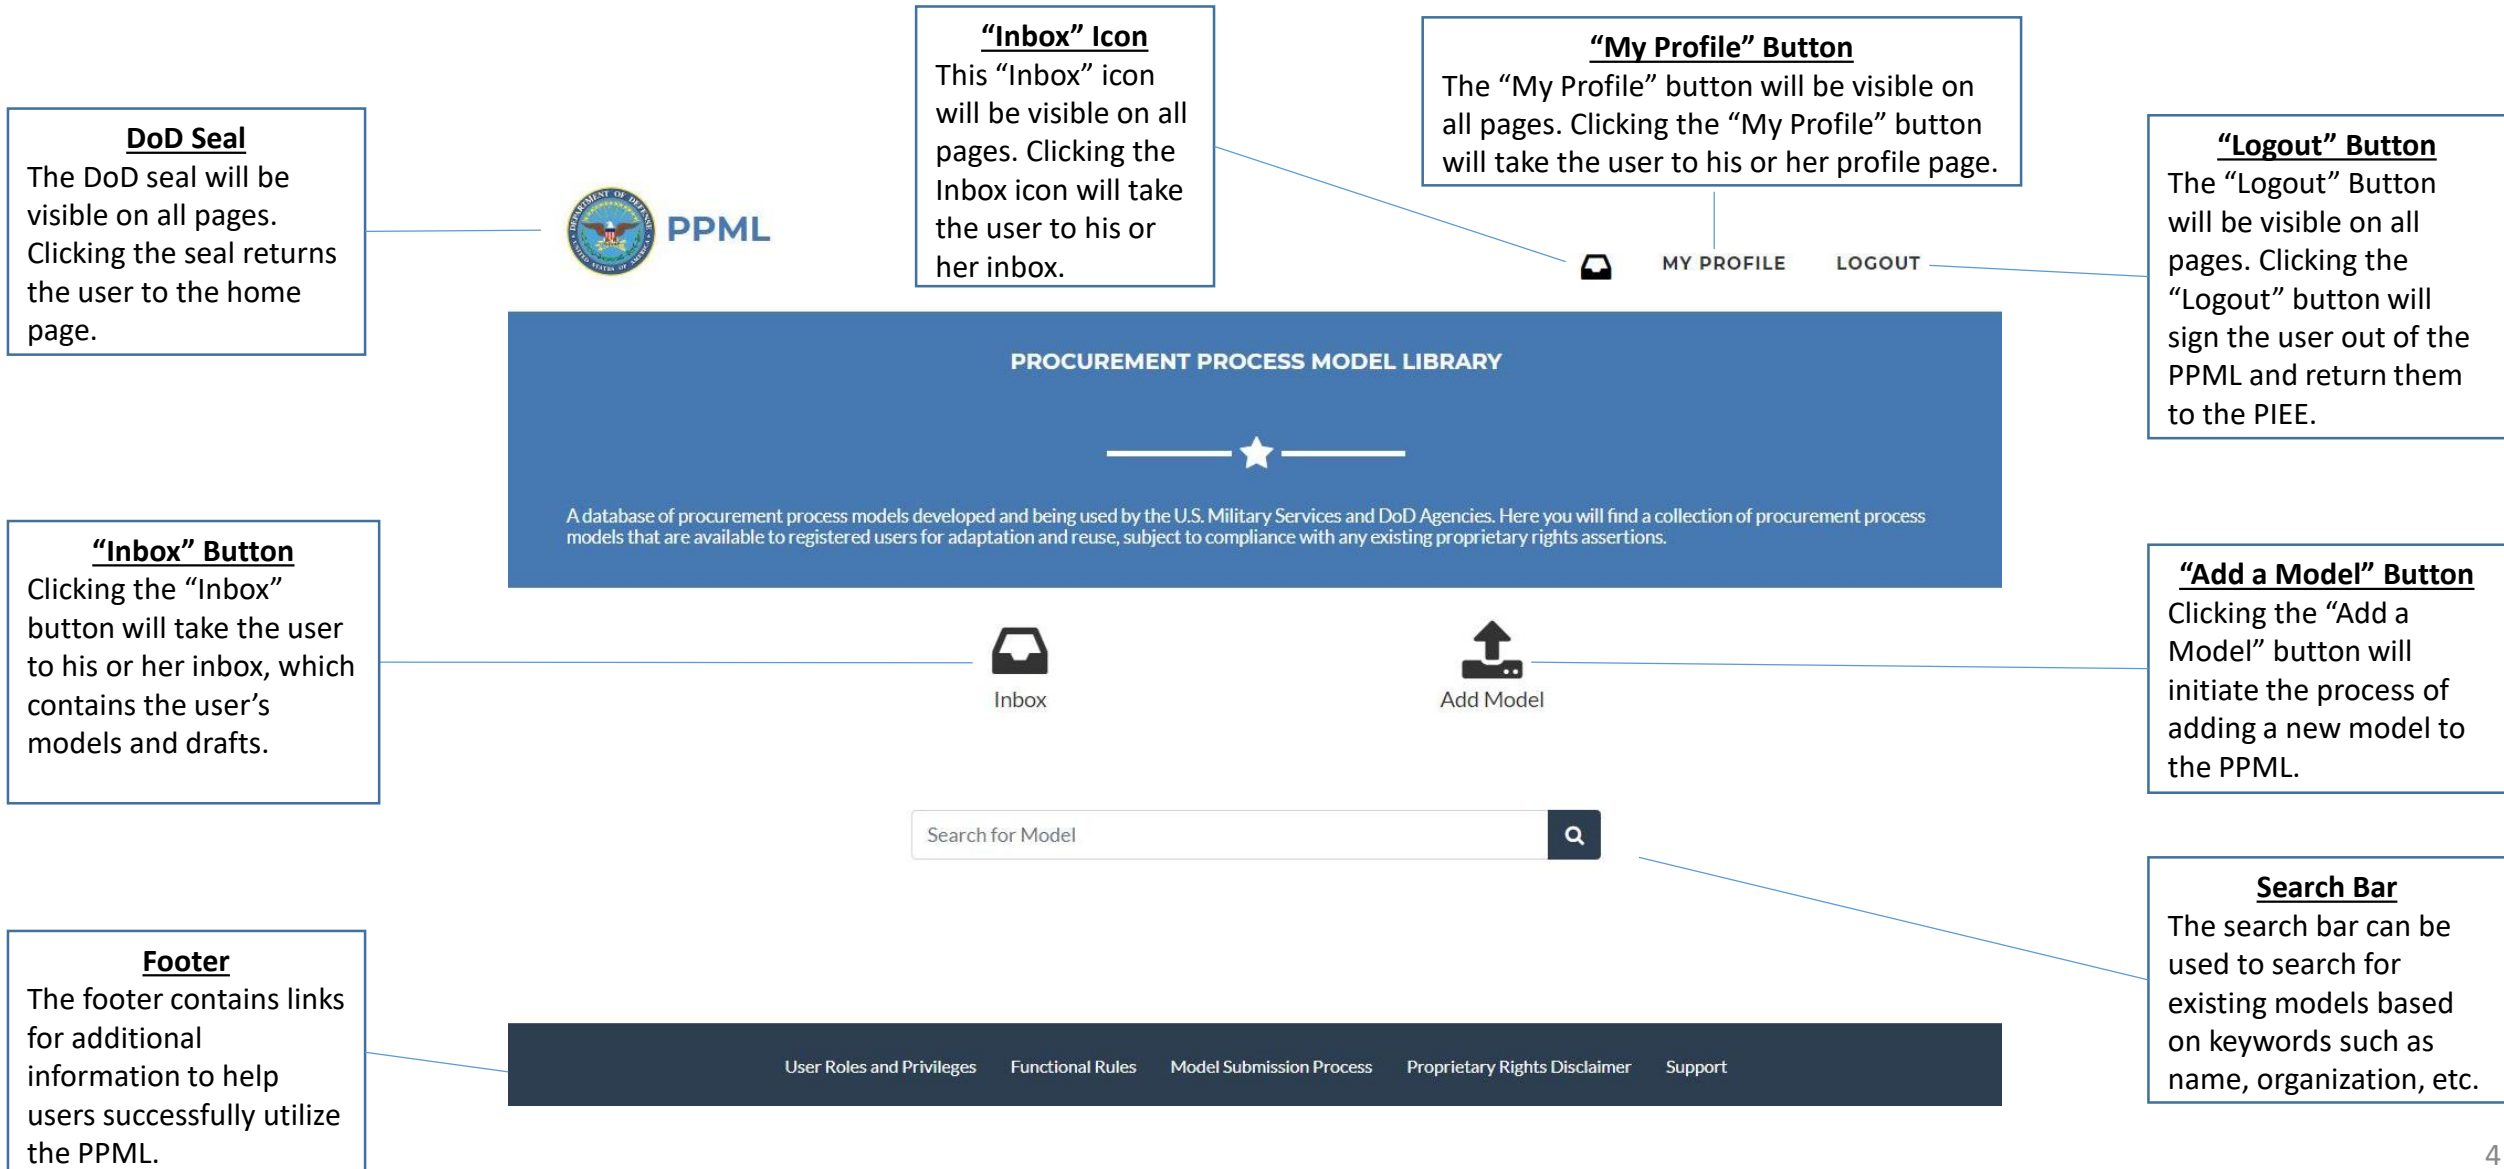 "Inbox" Icon
This "Inbox" icon
will be visible on all
pages. Clicking the
Inbox icon will take
the user to his or
her inbox.
"My Profile" Button
The "My Profile" button will be visible on
all pages. Clicking the "My Profile" button
will take the user to his or her profile page.
DoD Seal
The DoD seal will be
visible on all pages.
Clicking the seal returns
the user to the home
page.
"Logout" Button
The "Logout" Button
will be visible on all
pages. Clicking the
"Logout" button will
sign the user out of the
PPML and return them
to the PIEE.
DEPARTMENT OF DEFENSE
UNITED STATES OF AMERICA
PPML
MY PROFILE
LOGOUT
PROCUREMENT PROCESS MODEL LIBRARY
A database of procurement process models developed and being used by the U.S. Military Services and DoD Agencies. Here you will find a collection of procurement process
models that are available to registered users for adaptation and reuse, subject to compliance with any existing proprietary rights assertions.
"Inbox" Button
Clicking the "Inbox"
button will take the user
to his or her inbox, which
contains the user's
models and drafts.
Inbox
Add Model
"Add a Model" Button
Clicking the "Add a
Model" button will
initiate the process of
adding a new model to
the PPML.
Search for Model
Search Bar
The search bar can be
used to search for
existing models based
on keywords such as
name, organization, etc.
Footer
The footer contains links
for additional
information to help
users successfully utilize
the PPML.
User Roles and Privileges
Functional Rules
Model Submission Process
Proprietary Rights Disclaimer
Support
4